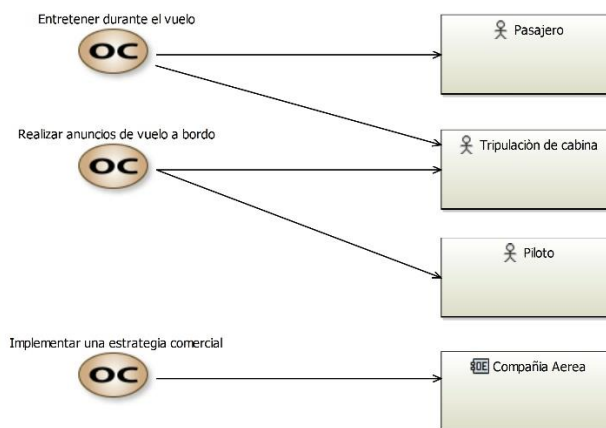 Entretener durante el vuelo
OC
Pasajero
Realizar anuncios de vuelo a bordo
OC
Tripulaciòn de cabina
Piloto
Implementar una estrategia comercial
OC
OE Compañia Aerea